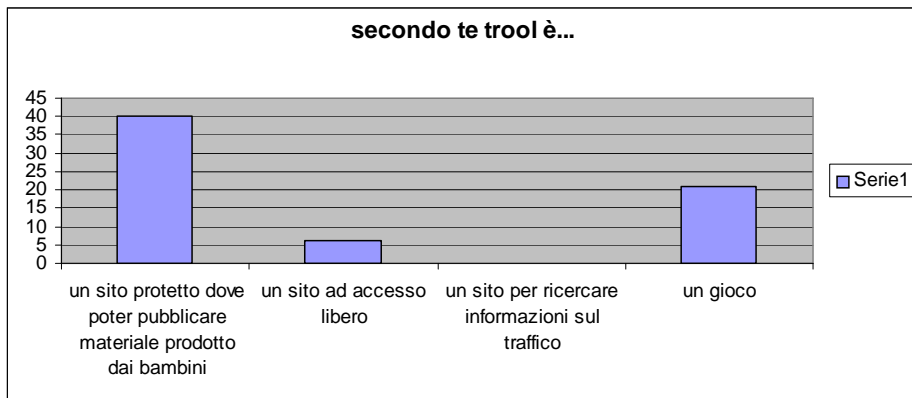 secondo te trool è...
45
40
35
30
25
20
15
10
5
0
un sito protetto dove
poter pubblicare
materiale prodotto
dai bambini
un sito ad accesso
libero
un sito per ricercare
informazioni sul
traffico
un gioco
Serie1